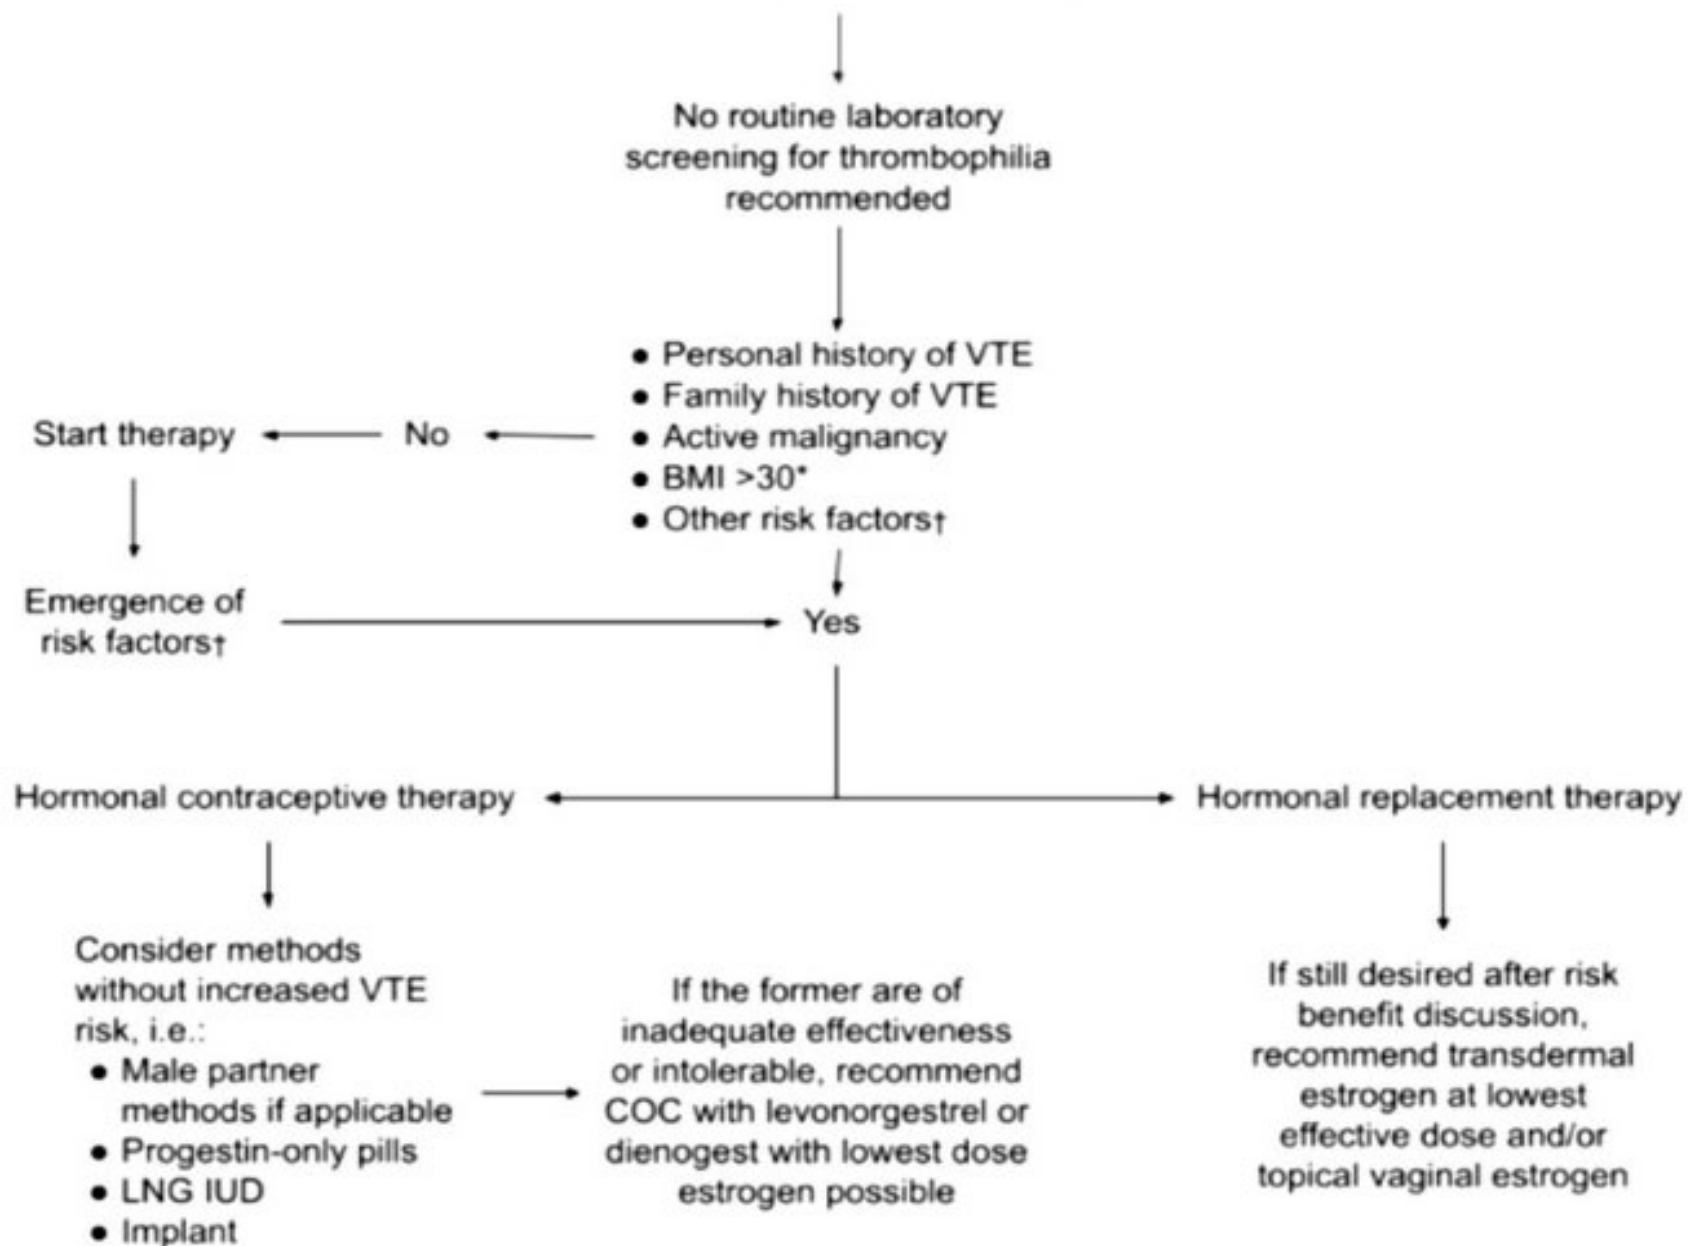 No routine laboratory
screening for thrombophilia
recommended
● Personal history of VTE
● Family history of VTE
● Active malignancy
● BMI >30*
● Other risk factors†
Start therapy
No
Emergence of
risk factors†
Yes
Hormonal contraceptive therapy
Hormonal replacement therapy
Consider methods
without increased VTE
risk, i.e.:
● Male partner
methods if applicable
● Progestin-only pills
● LNG IUD
● Implant
If the former are of
inadequate effectiveness
or intolerable, recommend
COC with levonorgestrel or
dienogest with lowest dose
estrogen possible
If still desired after risk
benefit discussion,
recommend transdermal
estrogen at lowest
effective dose and/or
topical vaginal estrogen